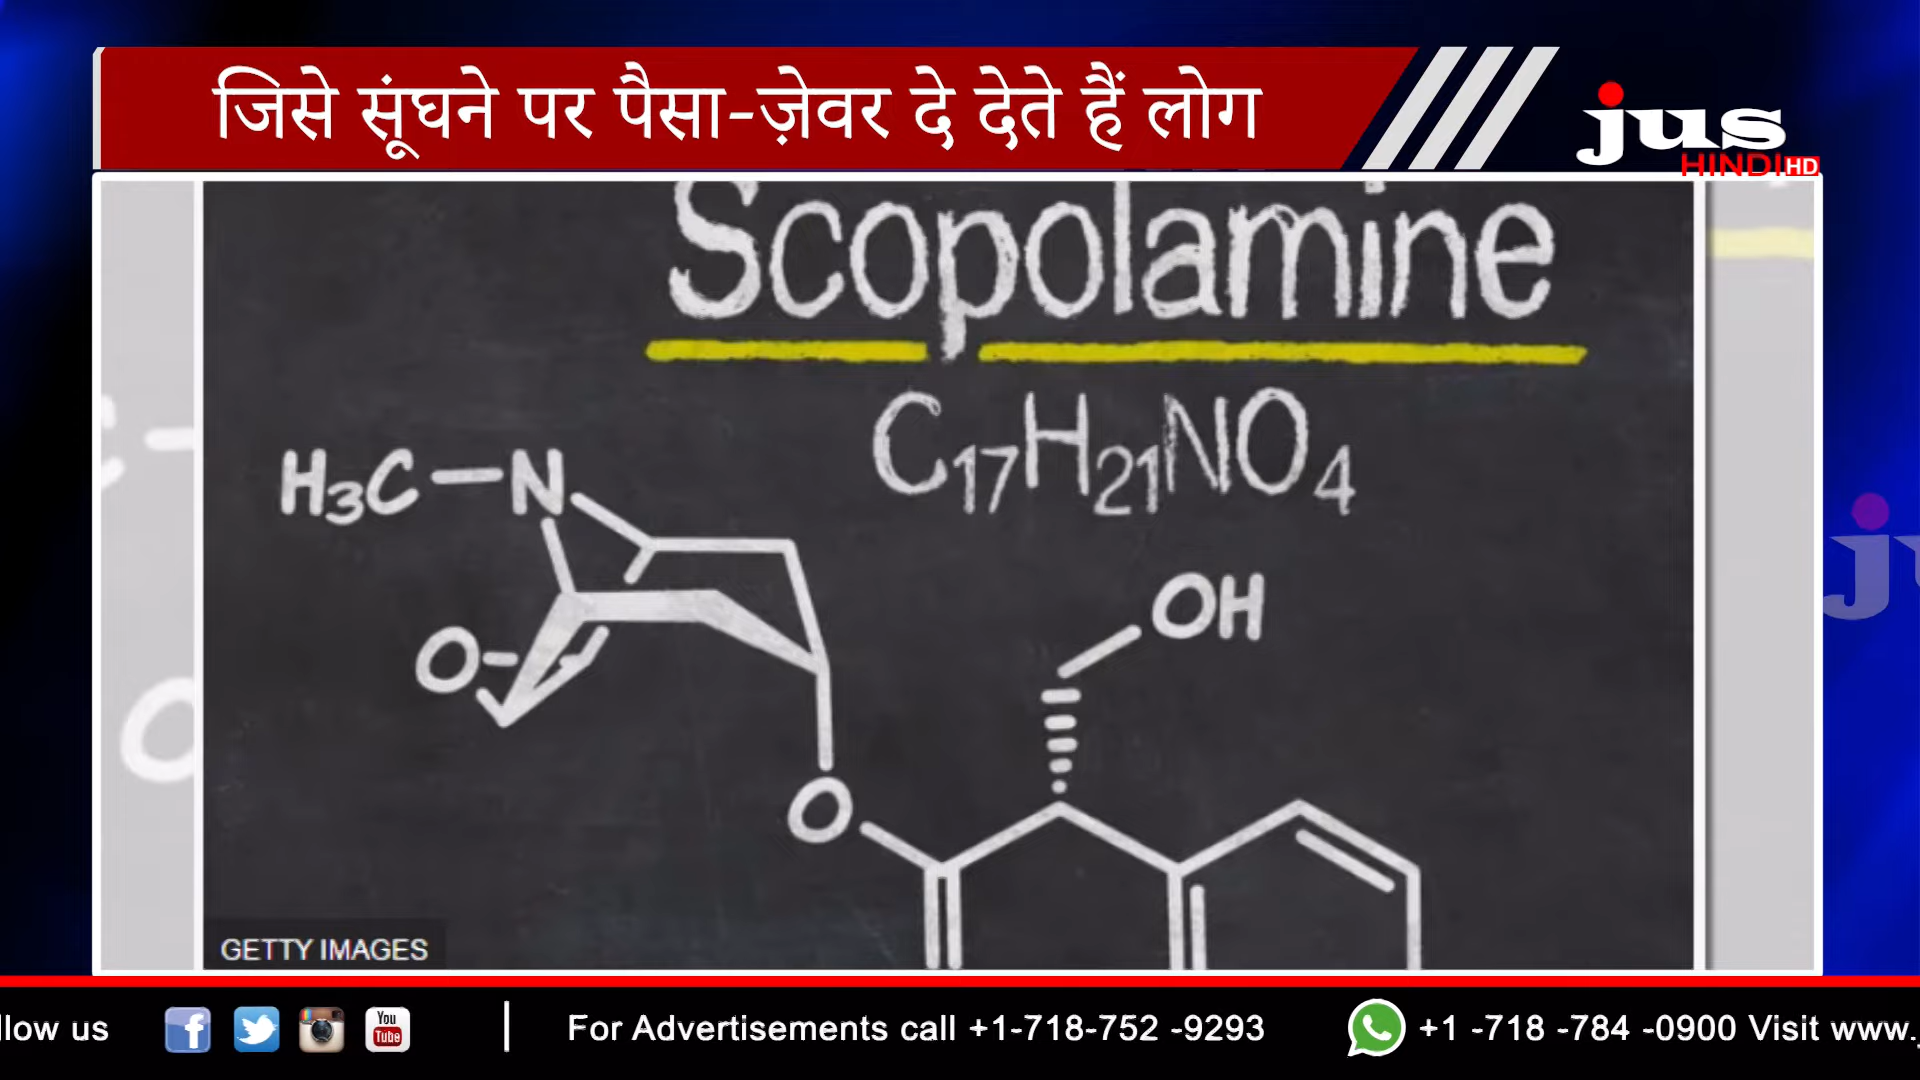 जिसे सूंघने पर पैसा-ज़ेवर दे देते हैं लोग
jus
HINDI HD
Scopolamine
C17H21NO4
H3C-N
OH
O
O
GETTY IMAGES
us
For Advertisements call +1-718-752 -9293
+1 -718 -784 -0900 Visit www.
You
Tube